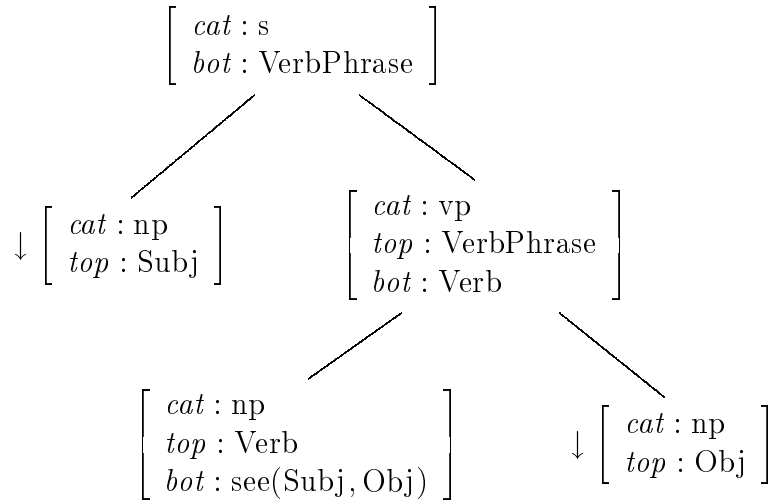 cat : s
bot : VerbPhrase
↓ cat : np
top : Subj
cat : vp
top : VerbPhrase
bot : Verb
cat : np
top : Verb
bot : see(Subj, Obj)
↓ cat : np
top : Obj